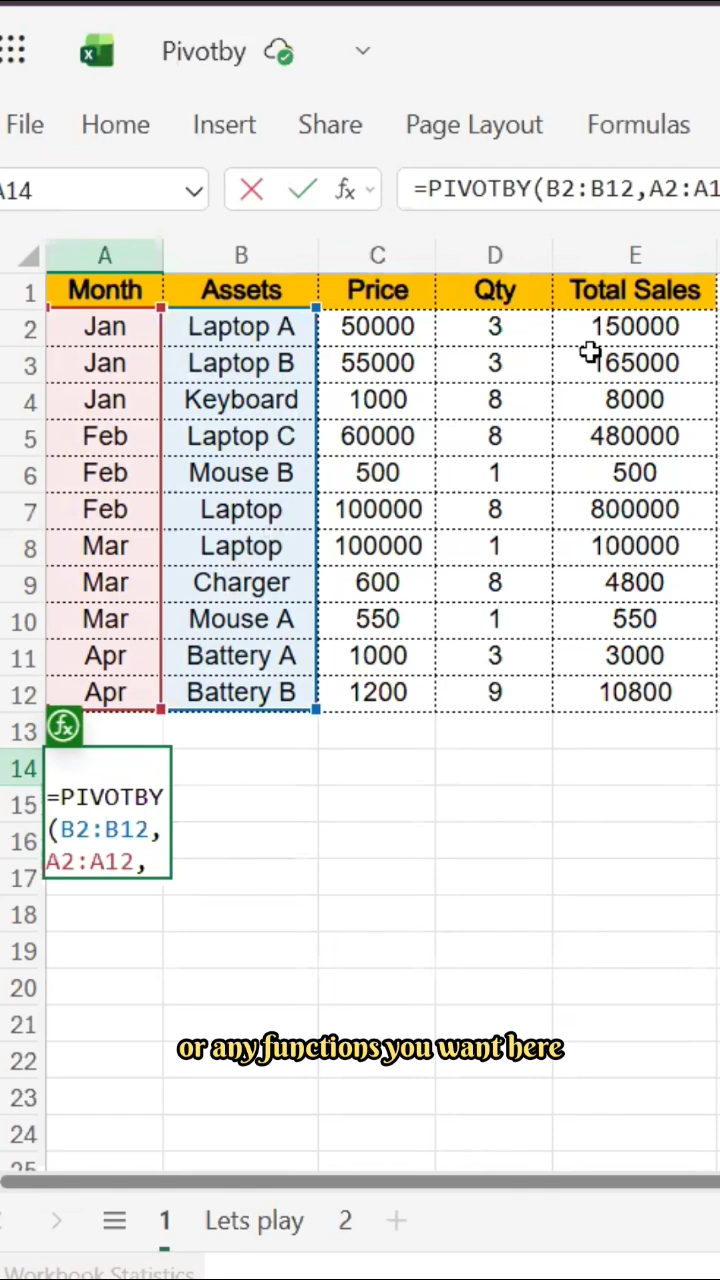 Pivotby
File Home Insert Share Page Layout Formulas
A14 fx =PIVOTBY(B2:B12,A2:A1
A B C D E
1 Month Assets Price Qty Total Sales
2 Jan Laptop A 50000 3 150000
3 Jan Laptop B 55000 3 165000
4 Jan Keyboard 1000 8 8000
5 Feb Laptop C 60000 8 480000
6 Feb Mouse B 500 1 500
7 Feb Laptop 100000 8 800000
8 Mar Laptop 100000 1 100000
9 Mar Charger 600 8 4800
10 Mar Mouse A 550 1 550
11 Apr Battery A 1000 3 3000
12 Apr Battery B 1200 9 10800
fx
13
14
15 =PIVOTBY
16 (B2:B12,
17 A2:A12,
18
19
20
21
or any functions you want here
22
23
24
25
1 Lets play 2
Workbook Statistics